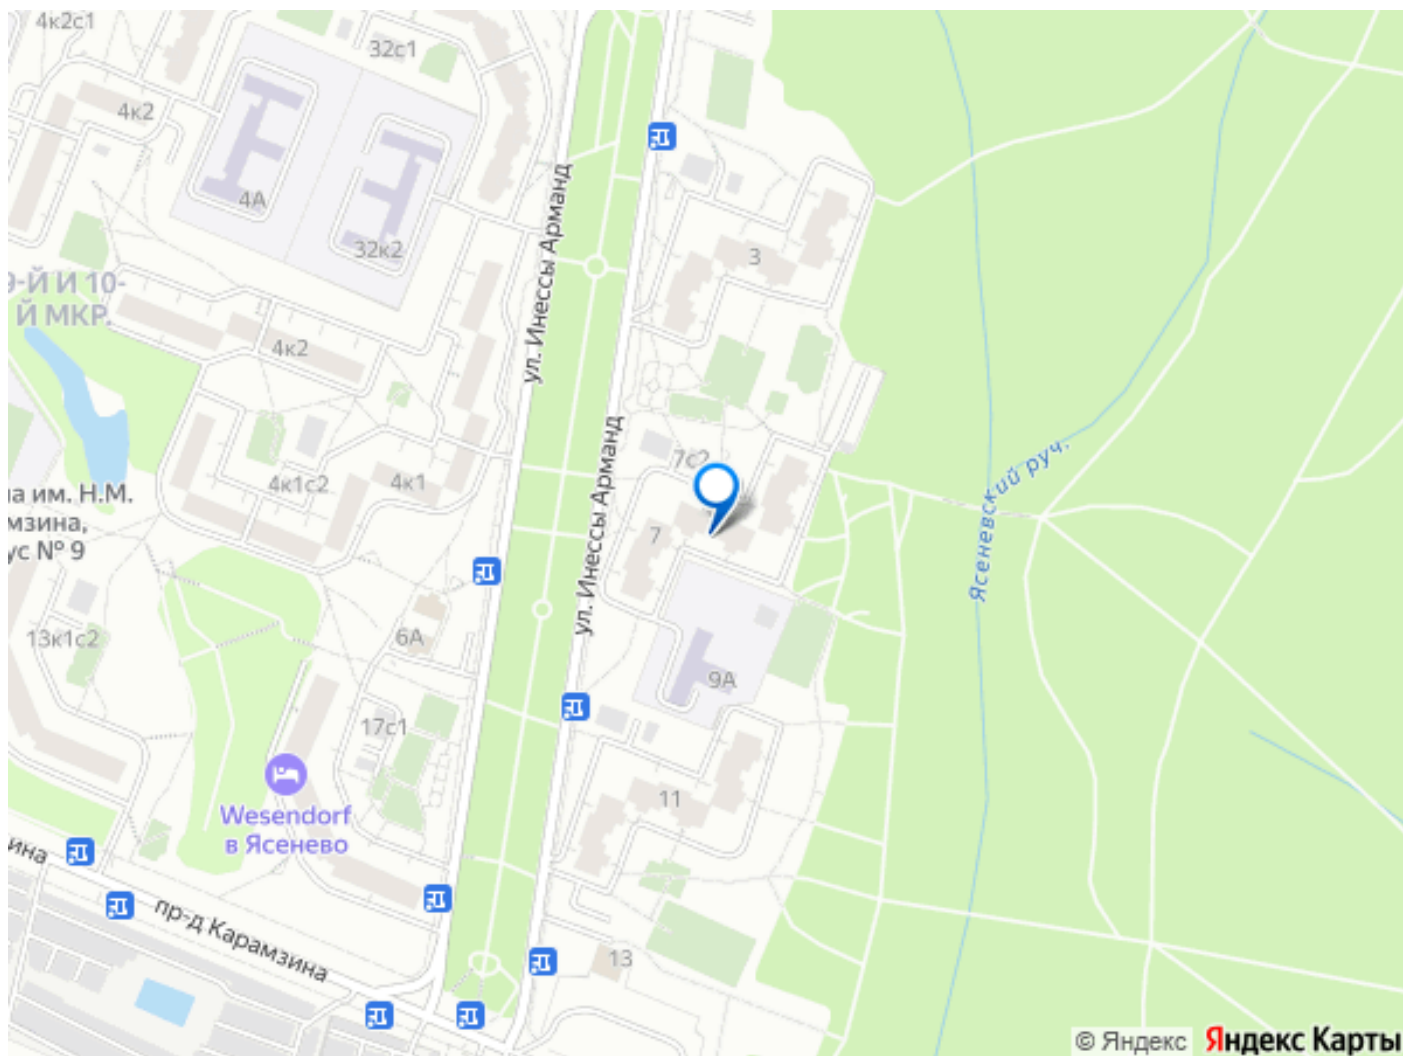 4к2с1
32с1
4к2
4А
32к2
9-Й И 10-
Й МКР.
ул. Инессы Арманд
3
4к2
ул. Инессы Арманд
7с2
4к1с2
4к1
на им. Н.М.
мзина,
ус № 9
7
Ясеневский руч.
13к1с2
6А
9А
17с1
Wesendorf
в Ясенево
11
ина
пр-д Карамзина
13
© Яндекс
Яндекс Карты